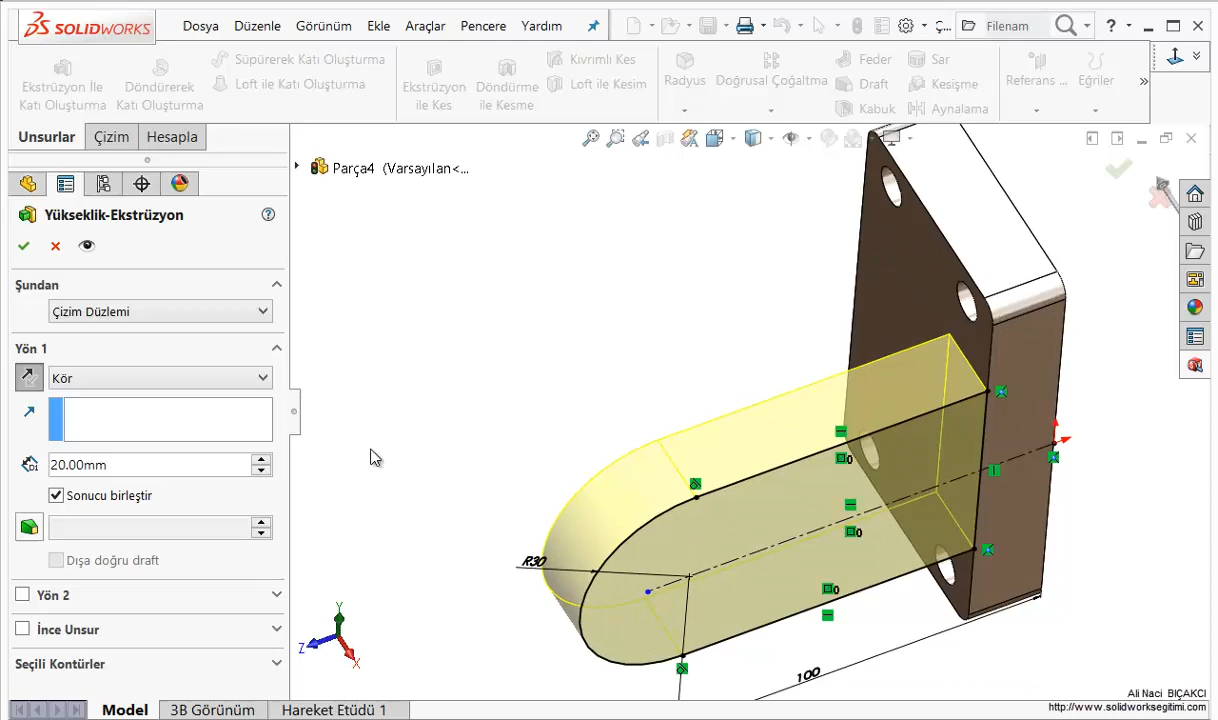 SOLIDWORKS
Dosya Düzenle Görünüm Ekle Araçlar Pencere Yardım
Ç... Filenam
?
Ekstrüzyon İle Katı Oluşturma
Döndürerek Katı Oluşturma
Süpürerek Katı Oluşturma
Loft ile Katı Oluşturma
Ekstrüzyon ile Kes
Döndürme ile Kesme
Kıvrımlı Kes
Loft ile Kesim
Radyus
Doğrusal Çoğaltma
Feder
Draft
Kabuk
Sar
Kesişme
Aynalama
Referans ...
Eğriler
Unsurlar Çizim Hesapla
Parça4 (Varsayılan<...
Yükseklik-Ekstrüzyon
Şundan
Çizim Düzlemi
Yön 1
Kör
20.00mm
Sonucu birleştir
Dışa doğru draft
Yön 2
İnce Unsur
Seçili Kontürler
R30
0
0
0
100
Y
Z
X
Model 3B Görünüm Hareket Etüdü 1
Ali Naci BIÇAKCI
http://www.solidworksegitimi.com